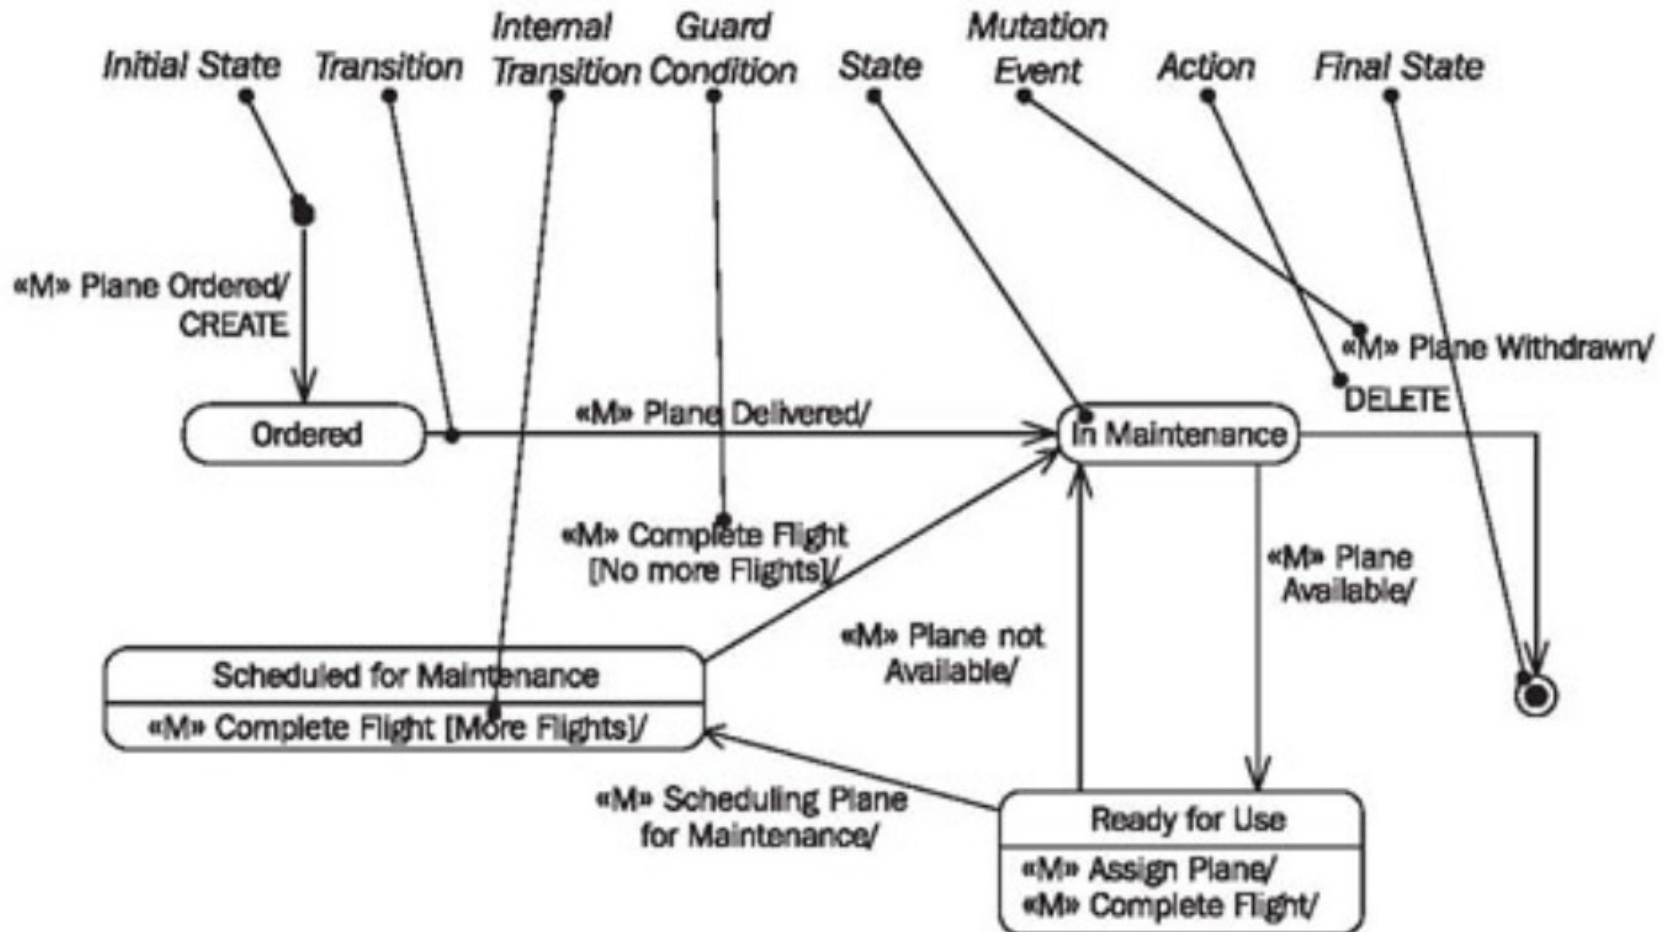 Initial State
Transition
Internal
Transition
Guard
Condition
State
Mutation
Event
Action
Final State
«M» Plane Ordered/
CREATE
«M» Plane Withdrawn/
DELETE
Ordered
«M» Plane Delivered/
In Maintenance
«M» Complete Flight
[No more Flights]/
«M» Plane
Available/
«M» Plane not
Available/
Scheduled for Maintenance
«M» Complete Flight [More Flights]/
«M» Scheduling Plane
for Maintenance/
Ready for Use
«M» Assign Plane/
«M» Complete Flight/